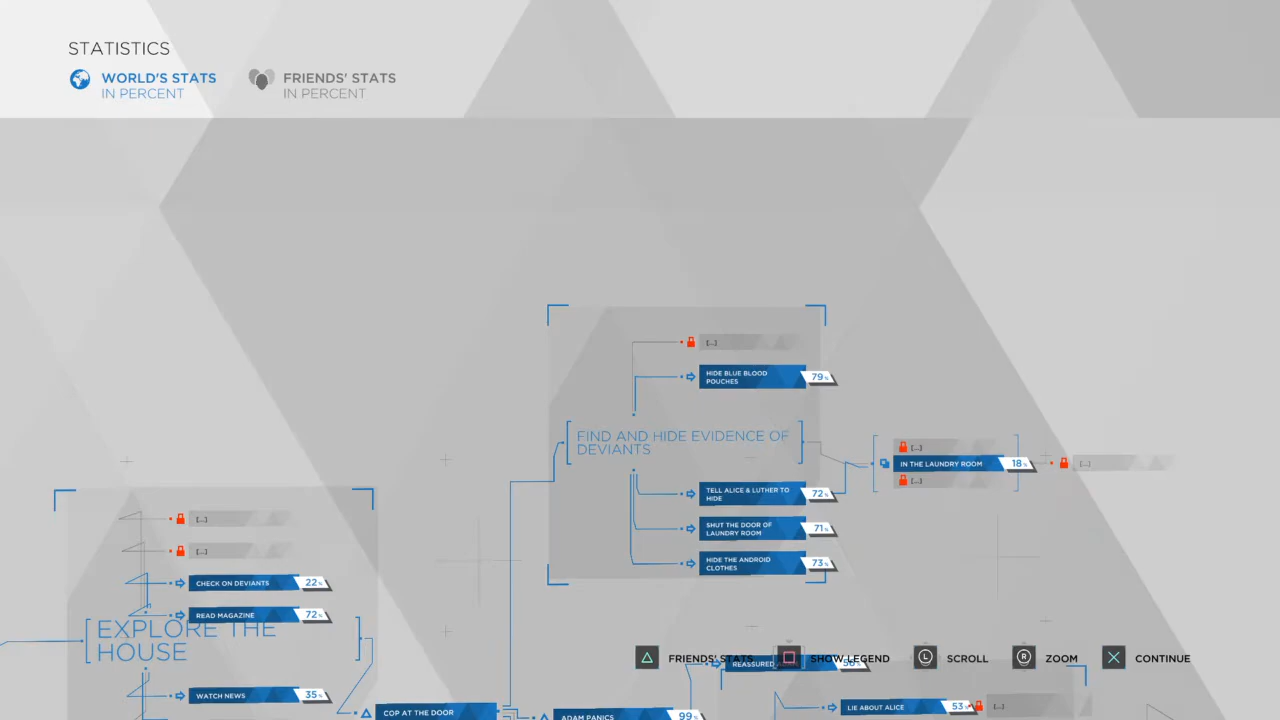 STATISTICS
WORLD'S STATS
IN PERCENT
FRIENDS' STATS
IN PERCENT
[...]
HIDE BLUE BLOOD
POUCHES
79%
FIND AND HIDE EVIDENCE OF
DEVIANTS
[...]
IN THE LAUNDRY ROOM
18%
[...]
[...]
TELL ALICE & LUTHER TO
HIDE
72%
SHUT THE DOOR OF
LAUNDRY ROOM
71%
HIDE THE ANDROID
CLOTHES
73%
[...]
[...]
CHECK ON DEVIANTS
22%
READ MAGAZINE
72%
EXPLORE THE
HOUSE
WATCH NEWS
35%
COP AT THE DOOR
ADAM PANICS
99%
REASSURED
LIE ABOUT ALICE
53%
[...]
FRIENDS' STATS
SHOW LEGEND
L
SCROLL
R
ZOOM
CONTINUE